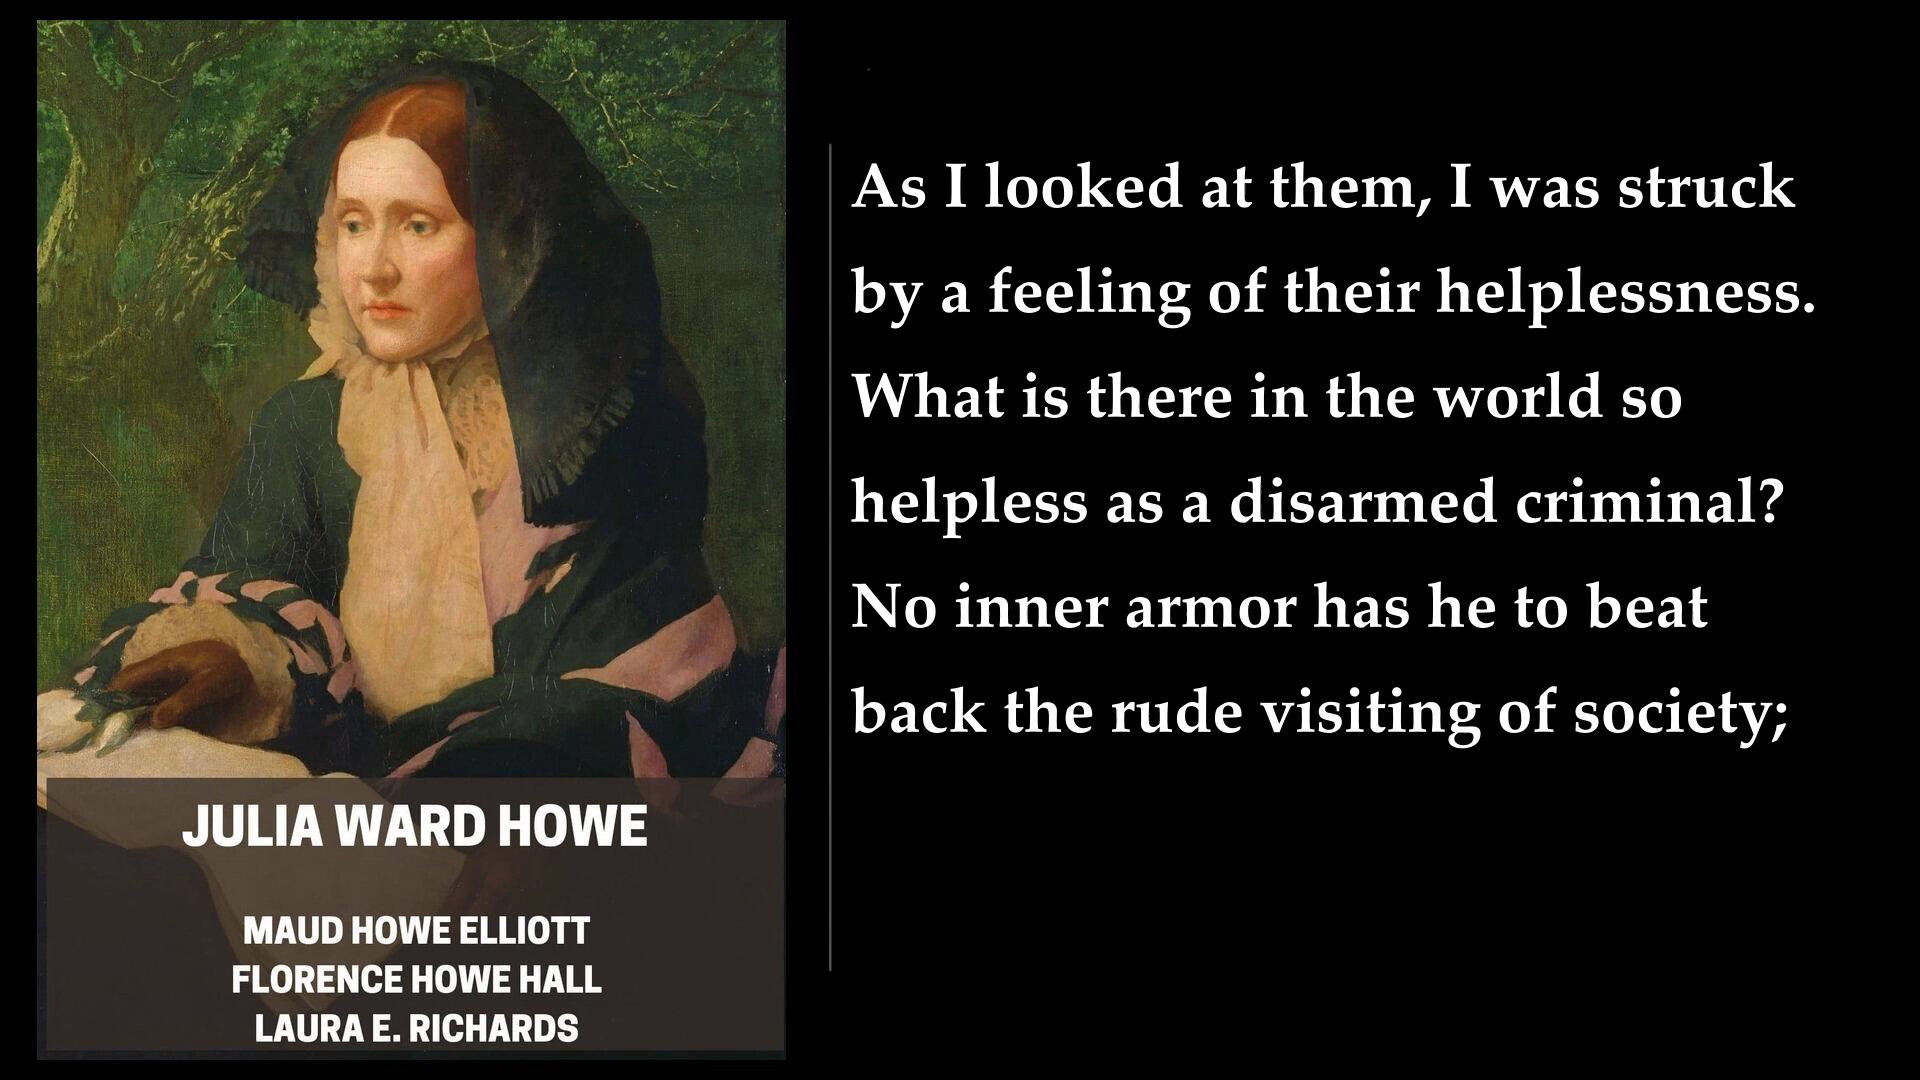 JULIA WARD HOWE
MAUD HOWE ELLIOTT
FLORENCE HOWE HALL
LAURA E. RICHARDS
As I looked at them, I was struck
by a feeling of their helplessness.
What is there in the world so
helpless as a disarmed criminal?
No inner armor has he to beat
back the rude visiting of society;